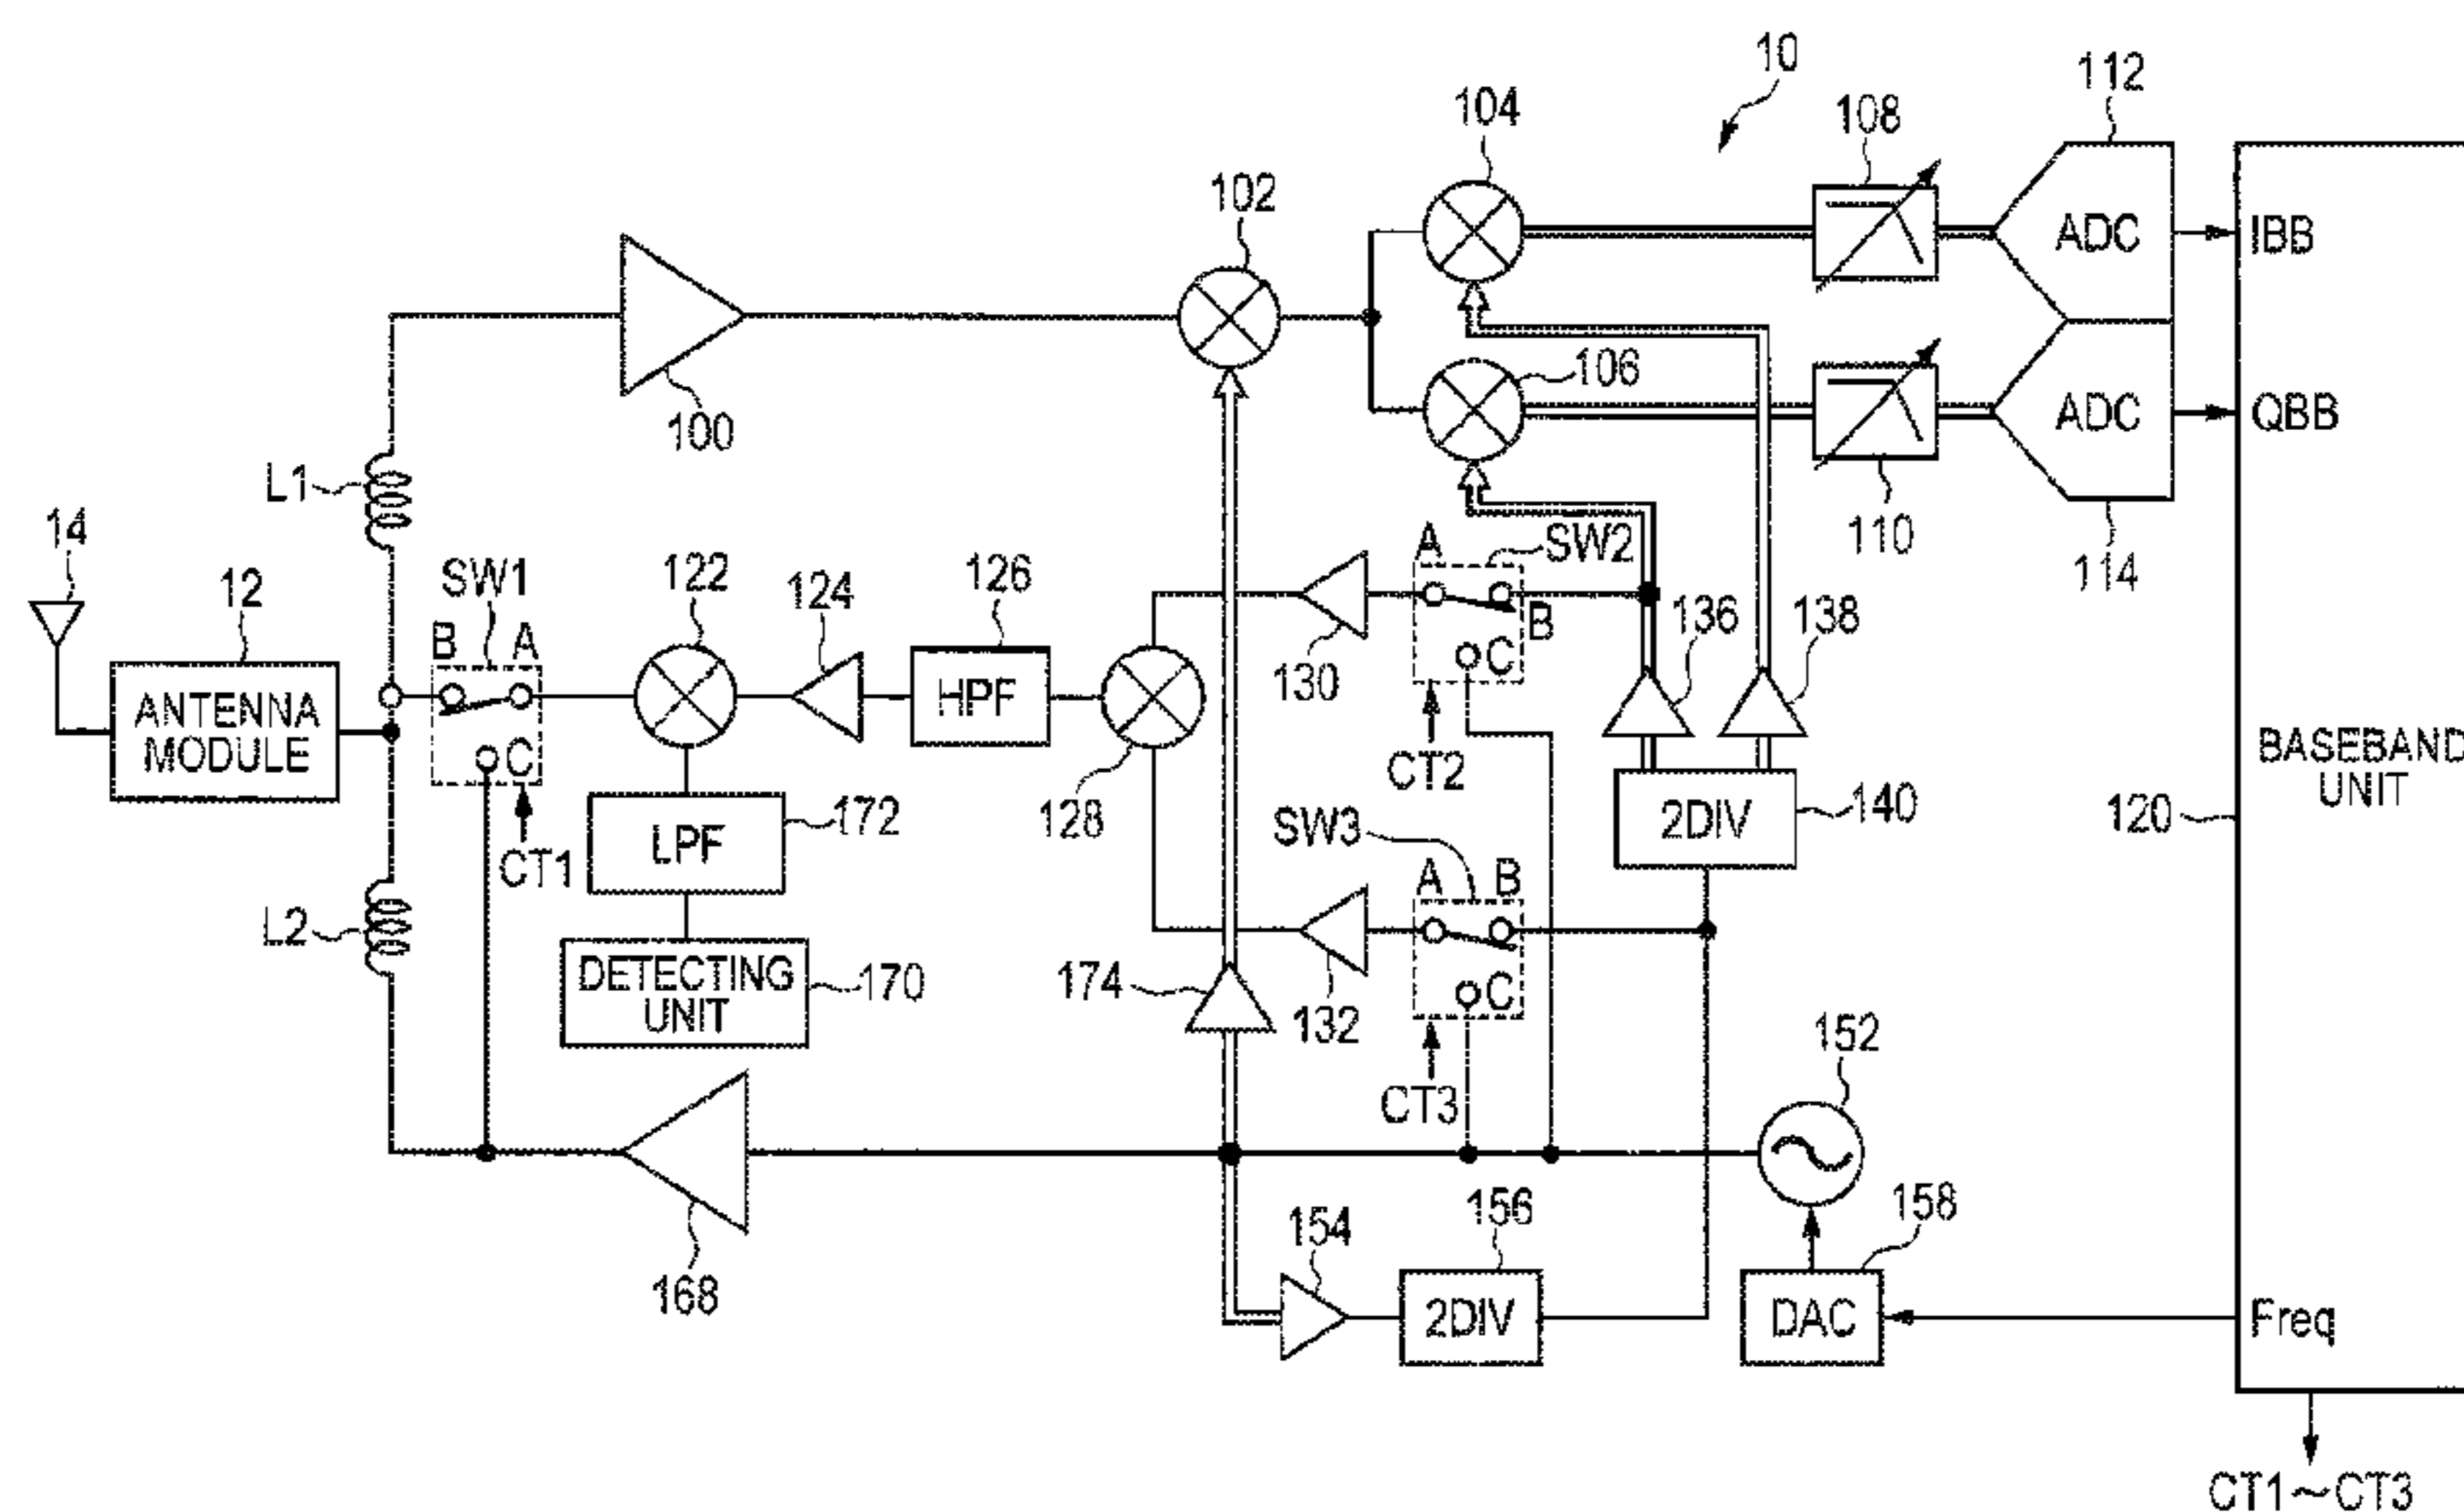 10
112
104
108
102
ADC
IBB
106
ADC
QBB
100
L1
110
114
14
12
SW1
122
124
126
A
SW2
B
A
B
136
138
130
C
ANTENNA
MODULE
HPF
C
CT1
128
CT2
BASEBAND
UNIT
172
LPF
SW3
2DIV
140
120
A
B
L2
DETECTING
UNIT
170
174
132
C
152
CT3
168
154
156
158
2DIV
DAC
Freq
CT1～CT3